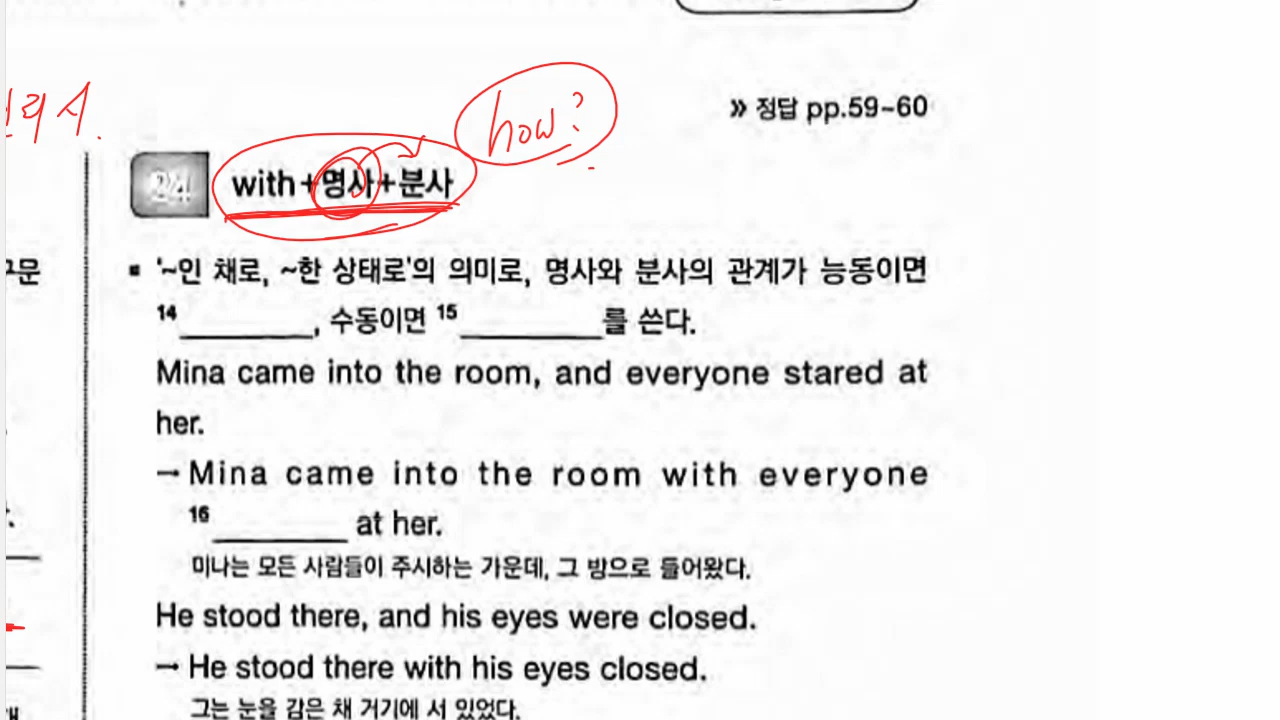 » 정답 pp.59~60
how?
리사.
24 with+명사+분사
구문
▪ '~인 채로, ~한 상태로'의 의미로, 명사와 분사의 관계가 능동이면
14 ________, 수동이면 15 ________를 쓴다.
Mina came into the room, and everyone stared at
her.
→ Mina came into the room with everyone
16 ________ at her.
미나는 모든 사람들이 주시하는 가운데, 그 방으로 들어왔다.
He stood there, and his eyes were closed.
→ He stood there with his eyes closed.
그는 눈을 감은 채 거기에 서 있었다.